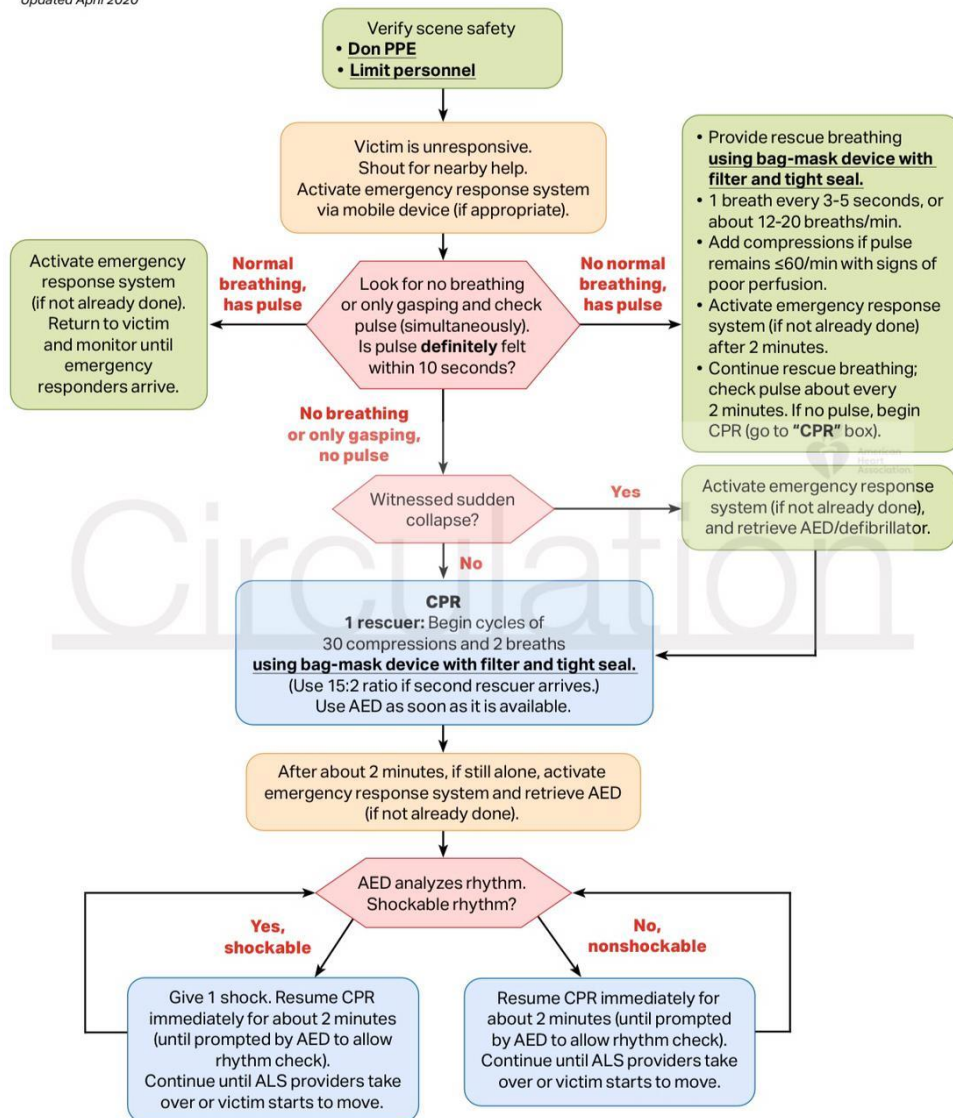 Updated April 2020
Verify scene safety
• Don PPE
• Limit personnel
Victim is unresponsive.
Shout for nearby help.
Activate emergency response system
via mobile device (if appropriate).
Normal
breathing,
has pulse
Activate emergency
response system
(if not already done).
Return to victim
and monitor until
emergency
responders arrive.
Look for no breathing
or only gasping and check
pulse (simultaneously).
Is pulse definitely felt
within 10 seconds?
No normal
breathing,
has pulse
• Provide rescue breathing
using bag-mask device with
filter and tight seal.
• 1 breath every 3-5 seconds, or
about 12-20 breaths/min.
• Add compressions if pulse
remains ≤60/min with signs of
poor perfusion.
• Activate emergency response
system (if not already done)
after 2 minutes.
• Continue rescue breathing;
check pulse about every
2 minutes. If no pulse, begin
CPR (go to "CPR" box).
American
Heart
Association
No breathing
or only gasping,
no pulse
Witnessed sudden
collapse?
Yes
Activate emergency response
system (if not already done),
and retrieve AED/defibrillator.
Circulation
No
CPR
1 rescuer: Begin cycles of
30 compressions and 2 breaths
using bag-mask device with filter and tight seal.
(Use 15:2 ratio if second rescuer arrives.)
Use AED as soon as it is available.
After about 2 minutes, if still alone, activate
emergency response system and retrieve AED
(if not already done).
AED analyzes rhythm.
Shockable rhythm?
Yes,
shockable
No,
nonshockable
Give 1 shock. Resume CPR
immediately for about 2 minutes
(until prompted by AED to allow
rhythm check).
Continue until ALS providers take
over or victim starts to move.
Resume CPR immediately for
about 2 minutes (until prompted
by AED to allow rhythm check).
Continue until ALS providers take
over or victim starts to move.